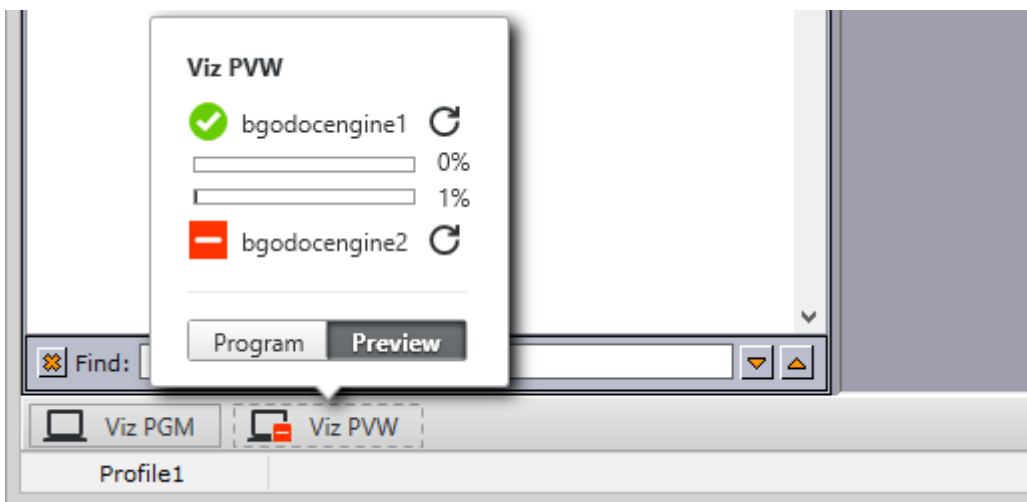 Viz PVW
bgodocengine1
0%
1%
bgodocengine2
Program Preview
Find:
Viz PGM Viz PVW
Profile1